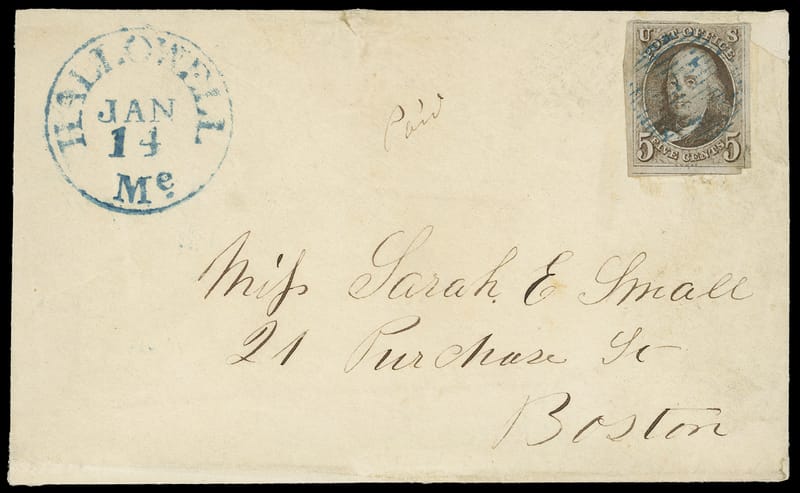 HALLOWELL
JAN
14
Me
Paid
U S
POST OFFICE
5 FIVE CENTS 5
Miſs Sarah E Small
21 Purchase St
Boston